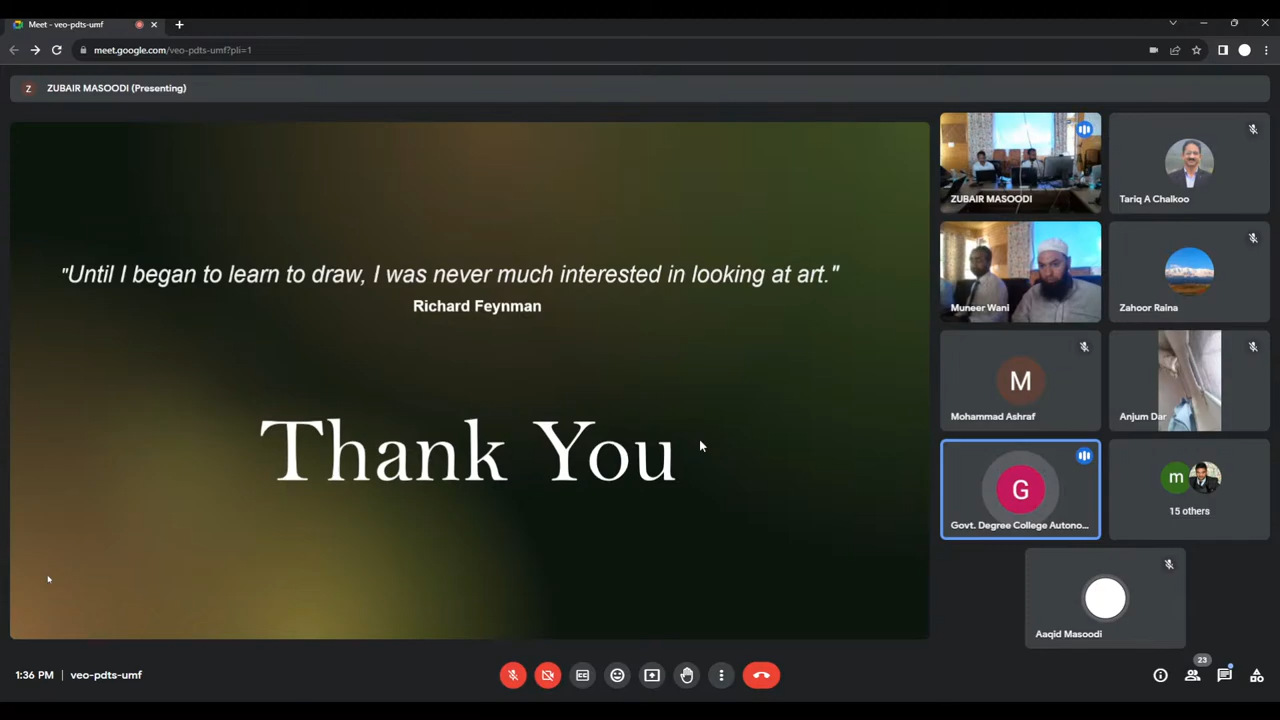 Meet - veo-pdts-umf
meet.google.com/veo-pdts-umf?pli=1
Z ZUBAIR MASOODI (Presenting)
"Until I began to learn to draw, I was never much interested in looking at art."
Richard Feynman
Thank You
ZUBAIR MASOODI
Tariq A Chalkoo
Muneer Wani
Zahoor Raina
M
Mohammad Ashraf
Anjum Dar
G
Govt. Degree College Autono...
m
15 others
Aaqid Masoodi
1:36 PM | veo-pdts-umf
23